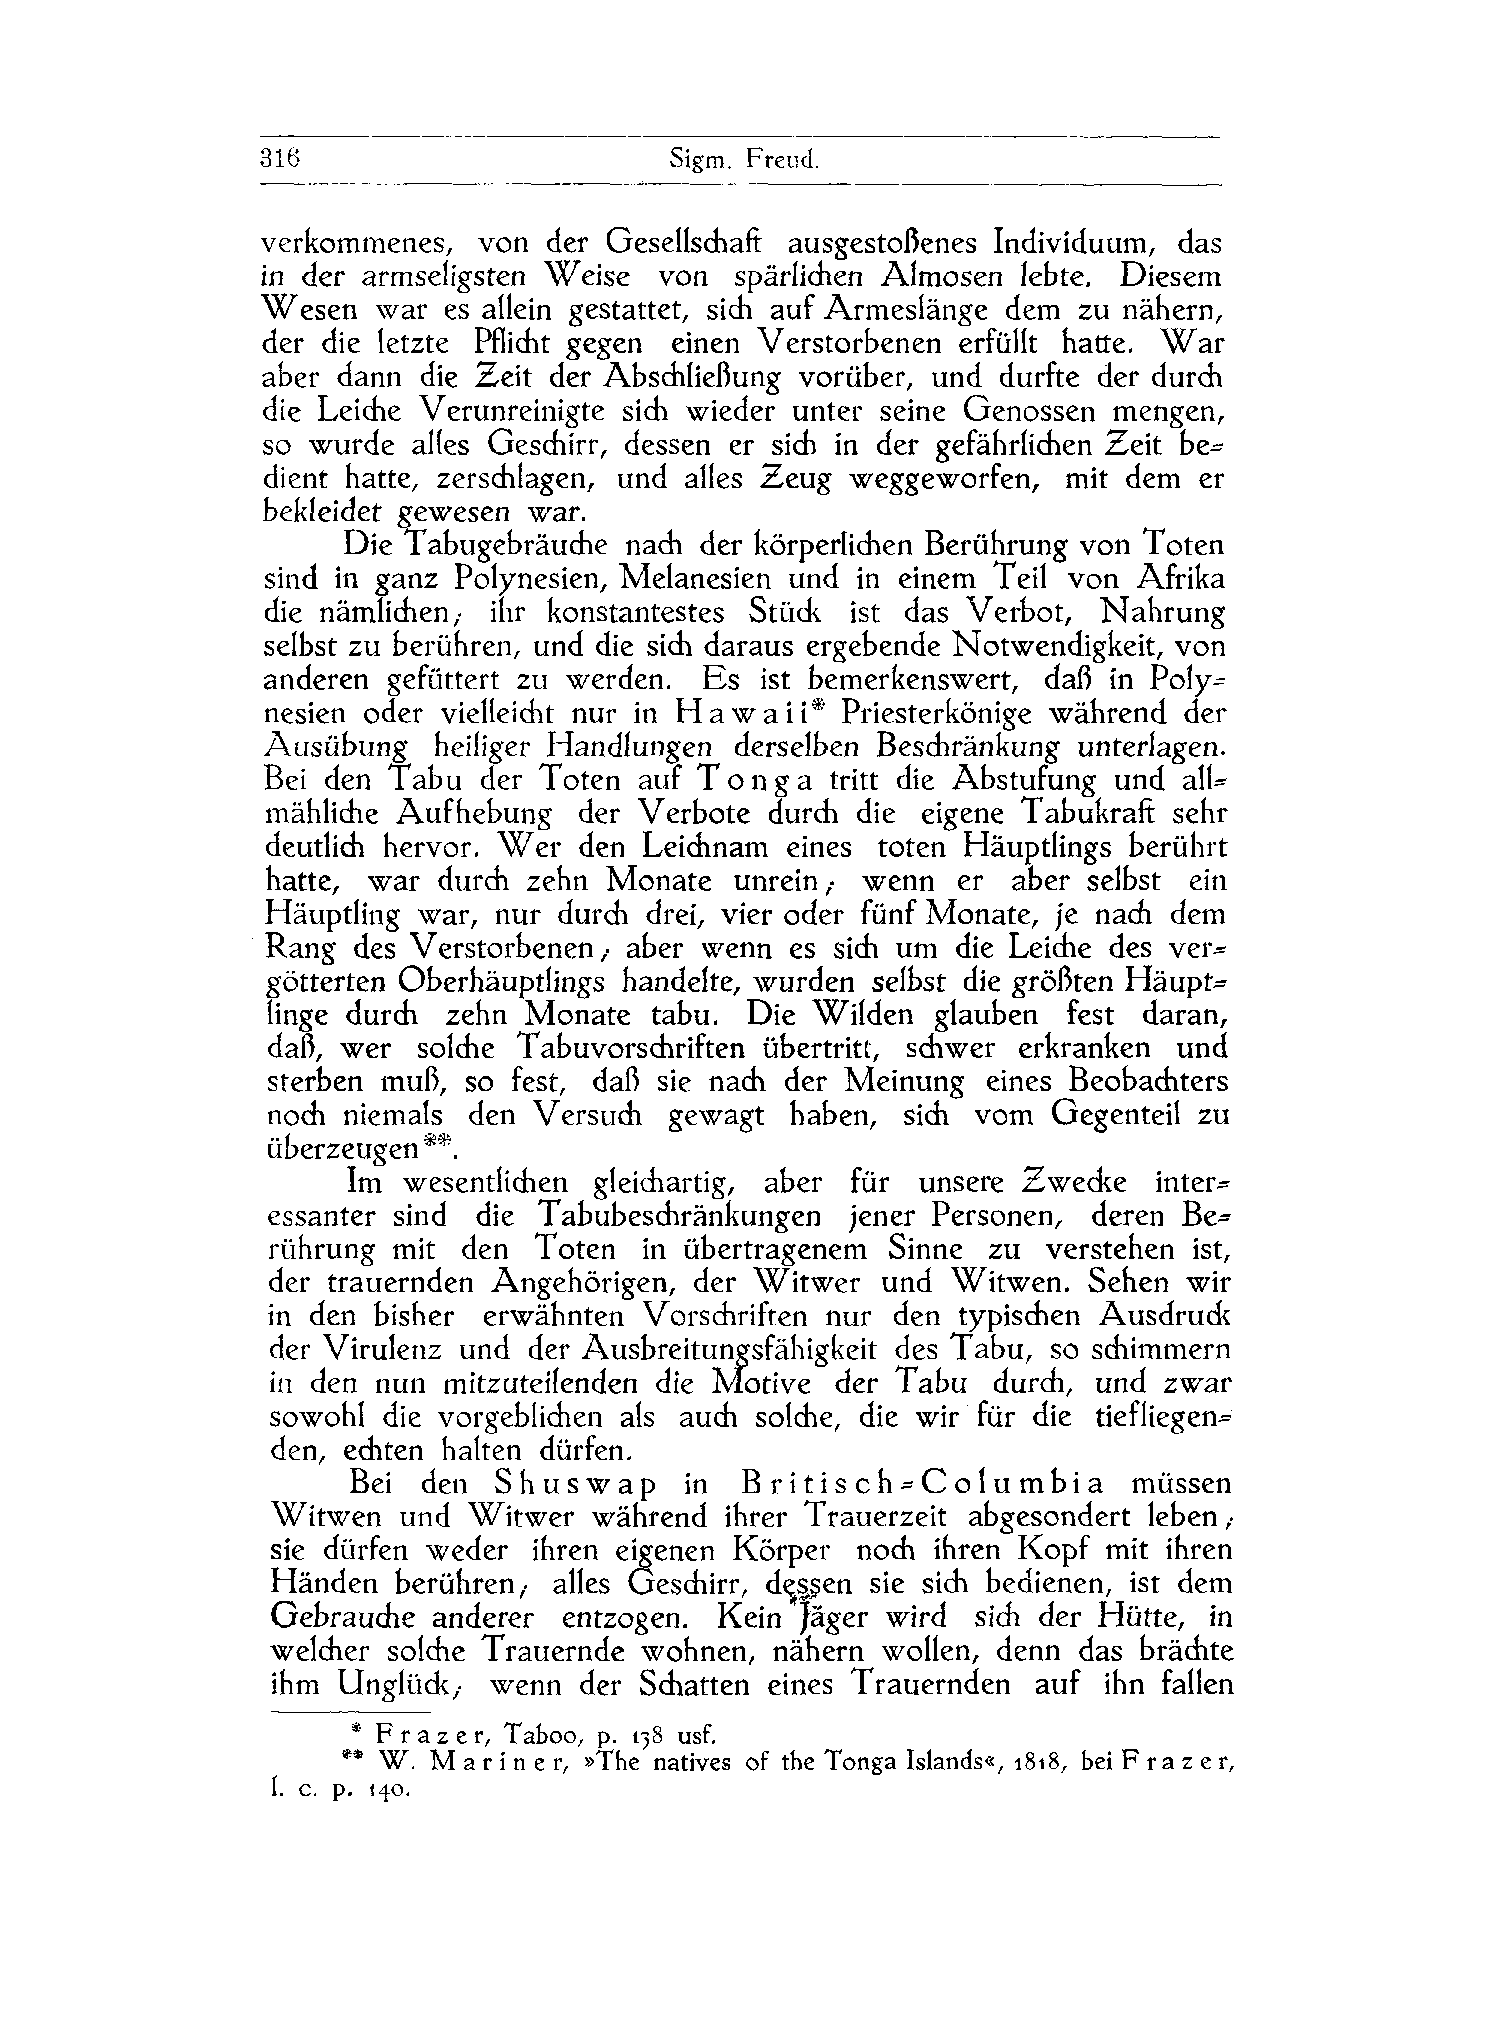 316 Sigm. Freud.
verkommenes, von der Gesellschaft ausgestoßenes Individuum, das
in der armseligsten Weise von spärlichen Almosen lebte. Diesem
Wesen war es allein gestattet, sich auf Armeslänge dem zu nähern,
der die letzte Pflicht gegen einen Verstorbenen erfüllt hatte. War
aber dann die Zeit der Abschließung vorüber, und durfte der durch
die Leiche Verunreinigte sich wieder unter seine Genossen mengen,
so wurde alles Geschirr, dessen er sich in der gefährlichen Zeit be-
dient hatte, zerschlagen, und alles Zeug weggeworfen, mit dem er
bekleidet gewesen war.
Die Tabugebräuche nach der körperlichen Berührung von Toten
sind in ganz Polynesien, Melanesien und in einem Teil von Afrika
die nämlichen; ihr konstantestes Stück ist das Verbot, Nahrung
selbst zu berühren, und die sich daraus ergebende Notwendigkeit, von
anderen gefüttert zu werden. Es ist bemerkenswert, daß in Poly-
nesien oder vielleicht nur in Hawaii* Priesterkönige während der
Ausübung heiliger Handlungen derselben Beschränkung unterlagen.
Bei den Tabu der Toten auf Tonga tritt die Abstufung und all-
mähliche Aufhebung der Verbote durch die eigene Tabukraft sehr
deutlich hervor. Wer den Leichnam eines toten Häuptlings berührt
hatte, war durch zehn Monate unrein; wenn er aber selbst ein
Häuptling war, nur durch drei, vier oder fünf Monate, je nach dem
Rang des Verstorbenen; aber wenn es sich um die Leiche des ver-
götterten Oberhäuptlings handelte, wurden selbst die größten Häupt-
linge durch zehn Monate tabu. Die Wilden glauben fest daran,
daß, wer solche Tabuvorschriften übertritt, schwer erkranken und
sterben muß, so fest, daß sie nach der Meinung eines Beobachters
noch niemals den Versuch gewagt haben, sich vom Gegenteil zu
überzeugen**.
Im wesentlichen gleichartig, aber für unsere Zwecke inter-
essanter sind die Tabubeschränkungen jener Personen, deren Be-
rührung mit den Toten in übertragenem Sinne zu verstehen ist,
der trauernden Angehörigen, der Witwer und Witwen. Sehen wir
in den bisher erwähnten Vorschriften nur den typischen Ausdruck
der Virulenz und der Ausbreitungsfähigkeit des Tabu, so schimmern
in den nun mitzuteilenden die Motive der Tabu durch, und zwar
sowohl die vorgeblichen als auch solche, die wir für die tiefliegen-
den, echten halten dürfen.
Bei den Shuswap in Britisch-Columbia müssen
Witwen und Witwer während ihrer Trauerzeit abgesondert leben;
sie dürfen weder ihren eigenen Körper noch ihren Kopf mit ihren
Händen berühren; alles Geschirr, dessen sie sich bedienen, ist dem
Gebrauche anderer entzogen. Kein Jäger wird sich der Hütte, in
welcher solche Trauernde wohnen, nähern wollen, denn das brächte
ihm Unglück; wenn der Schatten eines Trauernden auf ihn fallen
* Frazer, Taboo, p. 138 usf.
** W. Mariner, »The natives of the Tonga Islands«, 1818, bei Frazer,
l. c. p. 140.